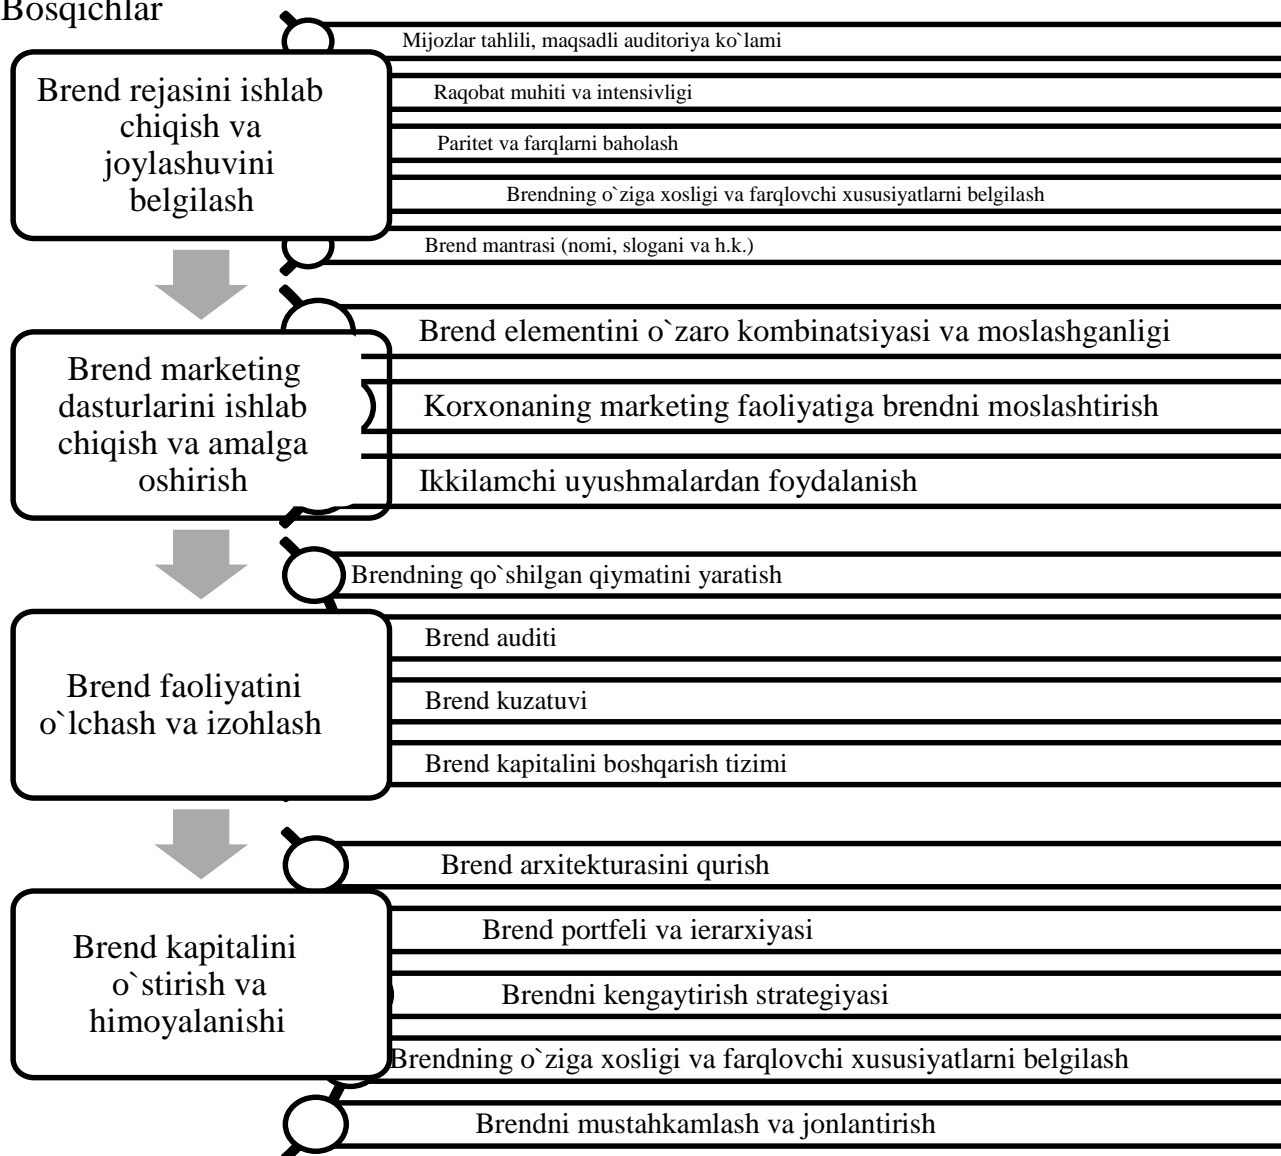 Bosqichlar
Brend rejasini ishlab
chiqish va
joylashuvini
belgilash
Mijozlar tahlili, maqsadli auditoriya ko`lami
Raqobat muhiti va intensivligi
Paritet va farqlarni baholash
Brendning o`ziga xosligi va farqlovchi xususiyatlarni belgilash
Brend mantrasi (nomi, slogani va h.k.)
Brend marketing
dasturlarini ishlab
chiqish va amalga
oshirish
Brend elementini o`zaro kombinatsiyasi va moslashganligi
Korxonaning marketing faoliyatiga brendni moslashtirish
Ikkilamchi uyushmalardan foydalanish
Brend faoliyatini
o`lchash va izohlash
Brendning qo`shilgan qiymatini yaratish
Brend auditi
Brend kuzatuvi
Brend kapitalini boshqarish tizimi
Brend kapitalini
o`stirish va
himoyalanishi
Brend arxitekturasini qurish
Brend portfeli va ierarxiyasi
Brendni kengaytirish strategiyasi
Brendning o`ziga xosligi va farqlovchi xususiyatlarni belgilash
Brendni mustahkamlash va jonlantirish